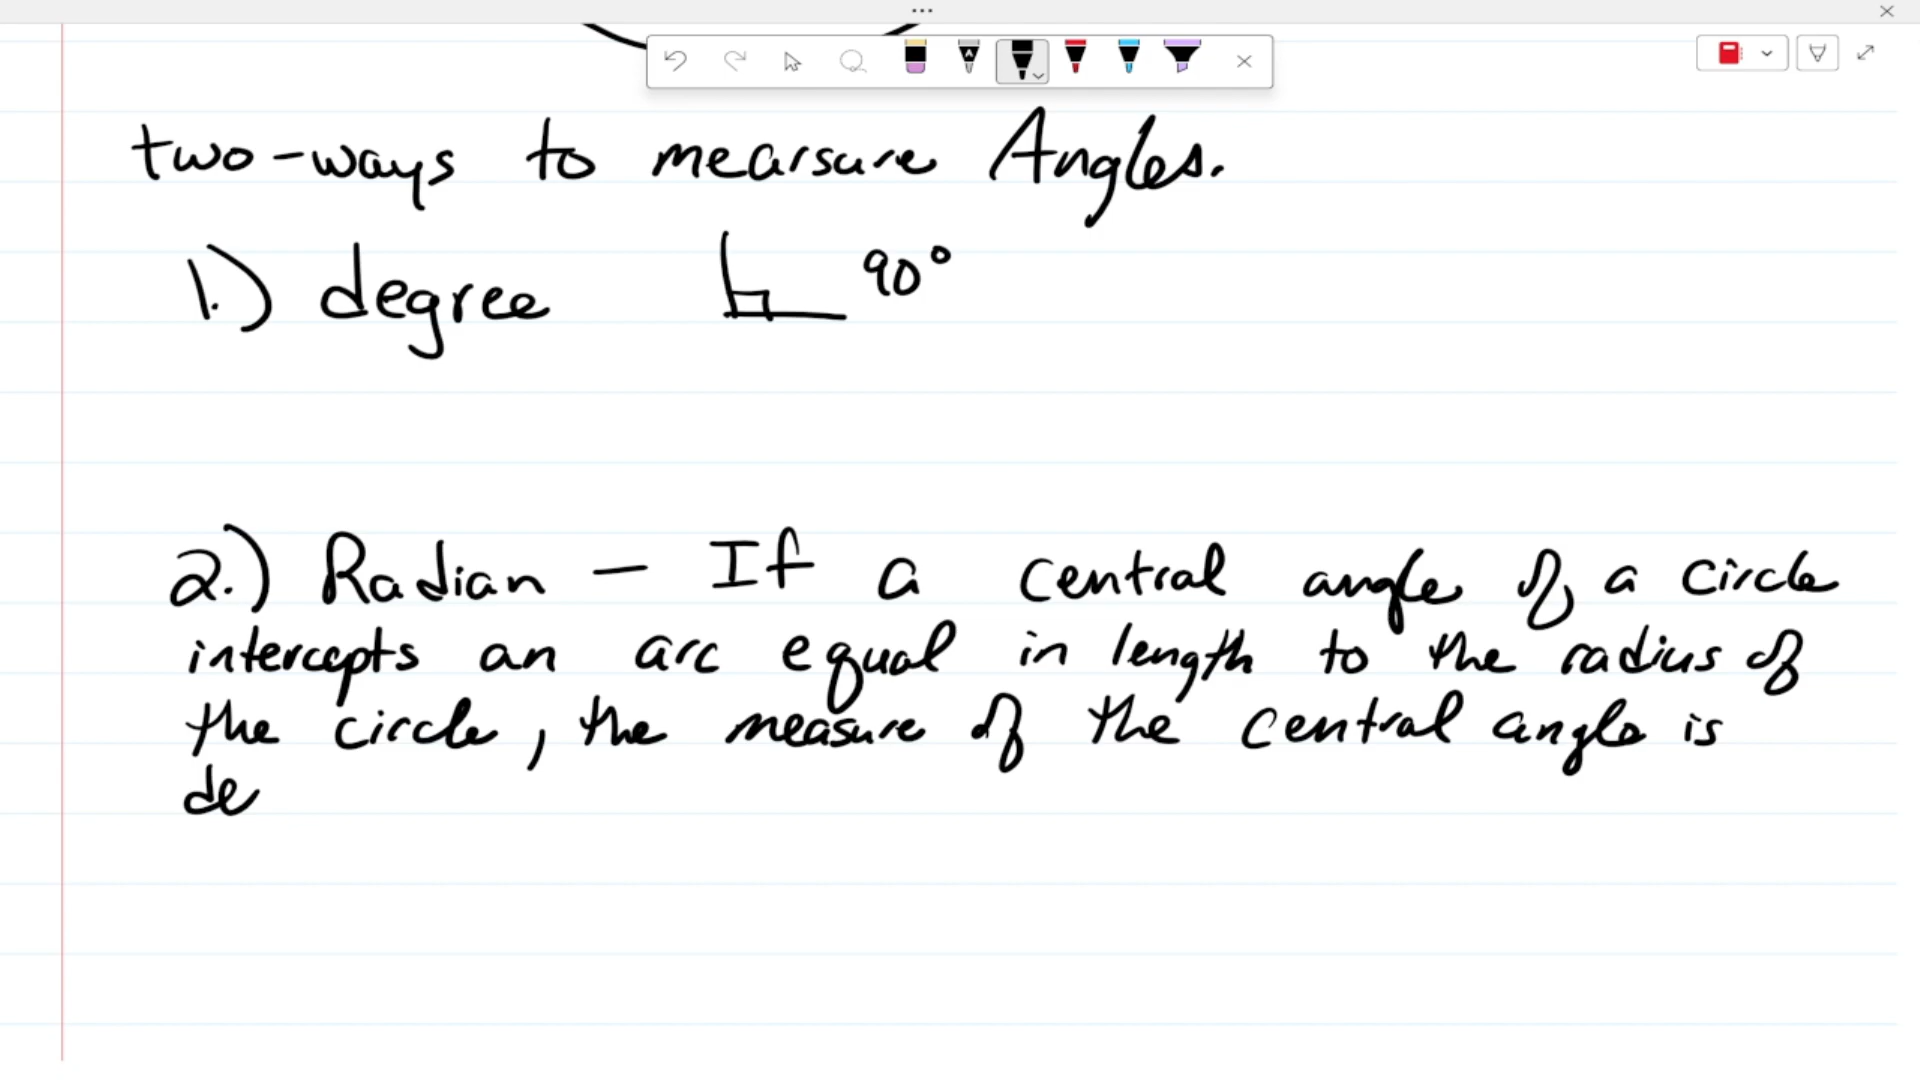 two-ways to mearsure Angles.
1.) degree 90°
2.) Radian - If a central angle of a circle
intercepts an arc equal in length to the radius of
the circle, the measure of the central angle is
de